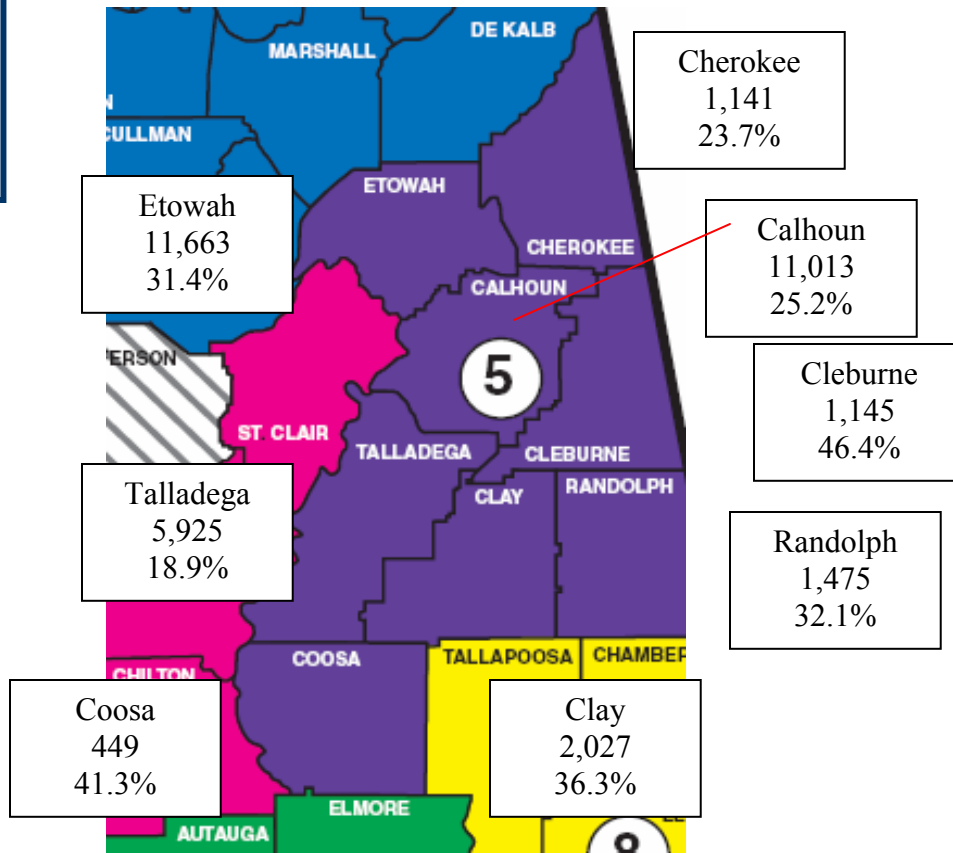 DE KALB
MARSHALL
Cherokee
1,141
23.7%
N
CULLMAN
ETOWAH
Etowah
11,663
31.4%
Calhoun
11,013
25.2%
CHEROKEE
CALHOUN
ERSON
5
Cleburne
1,145
46.4%
ST. CLAIR
TALLADEGA
CLEBURNE
Talladega
5,925
18.9%
CLAY
RANDOLPH
Randolph
1,475
32.1%
COOSA
TALLAPOOSA
CHAMBER
CHILTON
Coosa
449
41.3%
Clay
2,027
36.3%
ELMORE
AUTAUGA
8